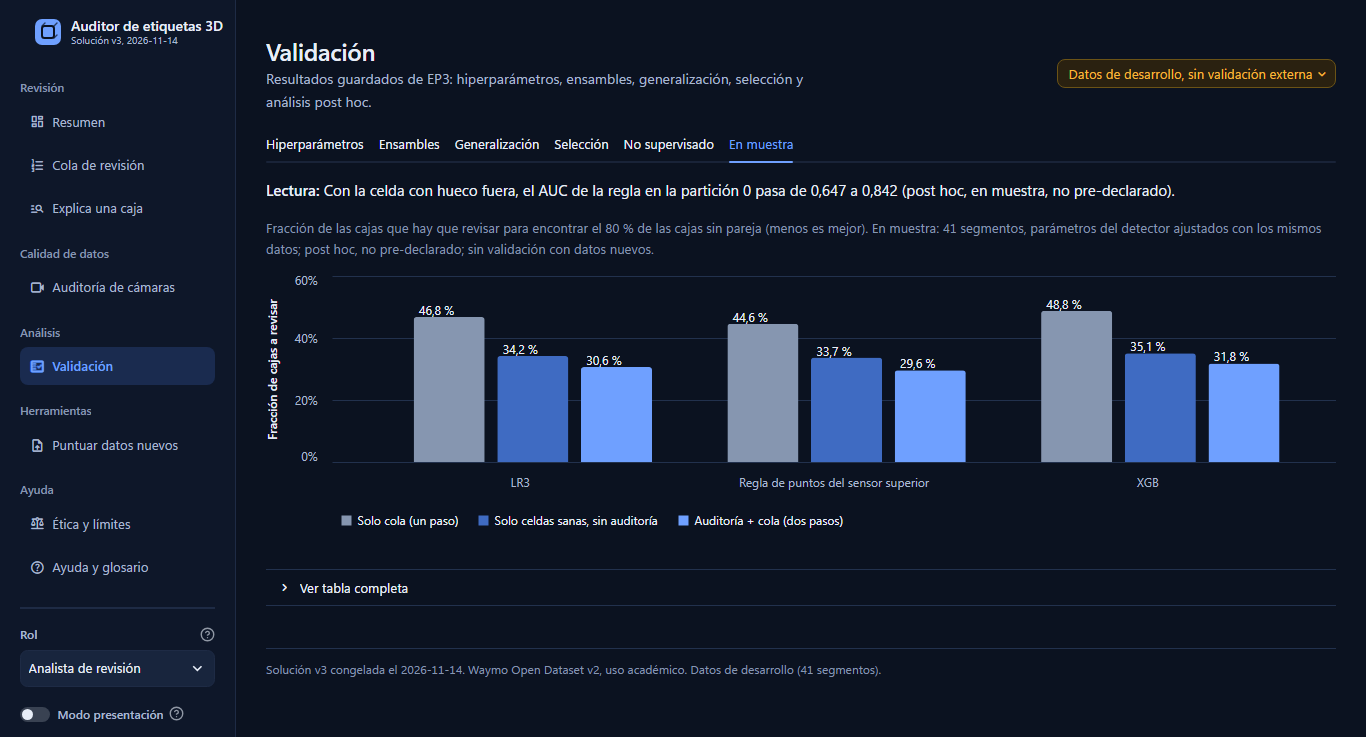 Auditor de etiquetas 3D
Solución v3, 2026-11-14
Revisión
Resumen
Cola de revisión
Explica una caja
Calidad de datos
Auditoría de cámaras
Análisis
Validación
Herramientas
Puntuar datos nuevos
Ayuda
Ética y límites
Ayuda y glosario
Rol
Analista de revisión
Modo presentación
Validación
Resultados guardados de EP3: hiperparámetros, ensambles, generalización, selección y
análisis post hoc.
Datos de desarrollo, sin validación externa
Hiperparámetros Ensambles Generalización Selección No supervisado En muestra
Lectura: Con la celda con hueco fuera, el AUC de la regla en la partición 0 pasa de 0,647 a 0,842 (post hoc, en muestra, no pre-declarado).
Fracción de las cajas que hay que revisar para encontrar el 80 % de las cajas sin pareja (menos es mejor). En muestra: 41 segmentos, parámetros del detector ajustados con los mismos
datos; post hoc, no pre-declarado; sin validación con datos nuevos.
Fracción de cajas a revisar
60%
40%
20%
0%
46,8 %
34,2 %
30,6 %
44,6 %
33,7 %
29,6 %
48,8 %
35,1 %
31,8 %
LR3
Regla de puntos del sensor superior
XGB
Solo cola (un paso) Solo celdas sanas, sin auditoría Auditoría + cola (dos pasos)
Ver tabla completa
Solución v3 congelada el 2026-11-14. Waymo Open Dataset v2, uso académico. Datos de desarrollo (41 segmentos).